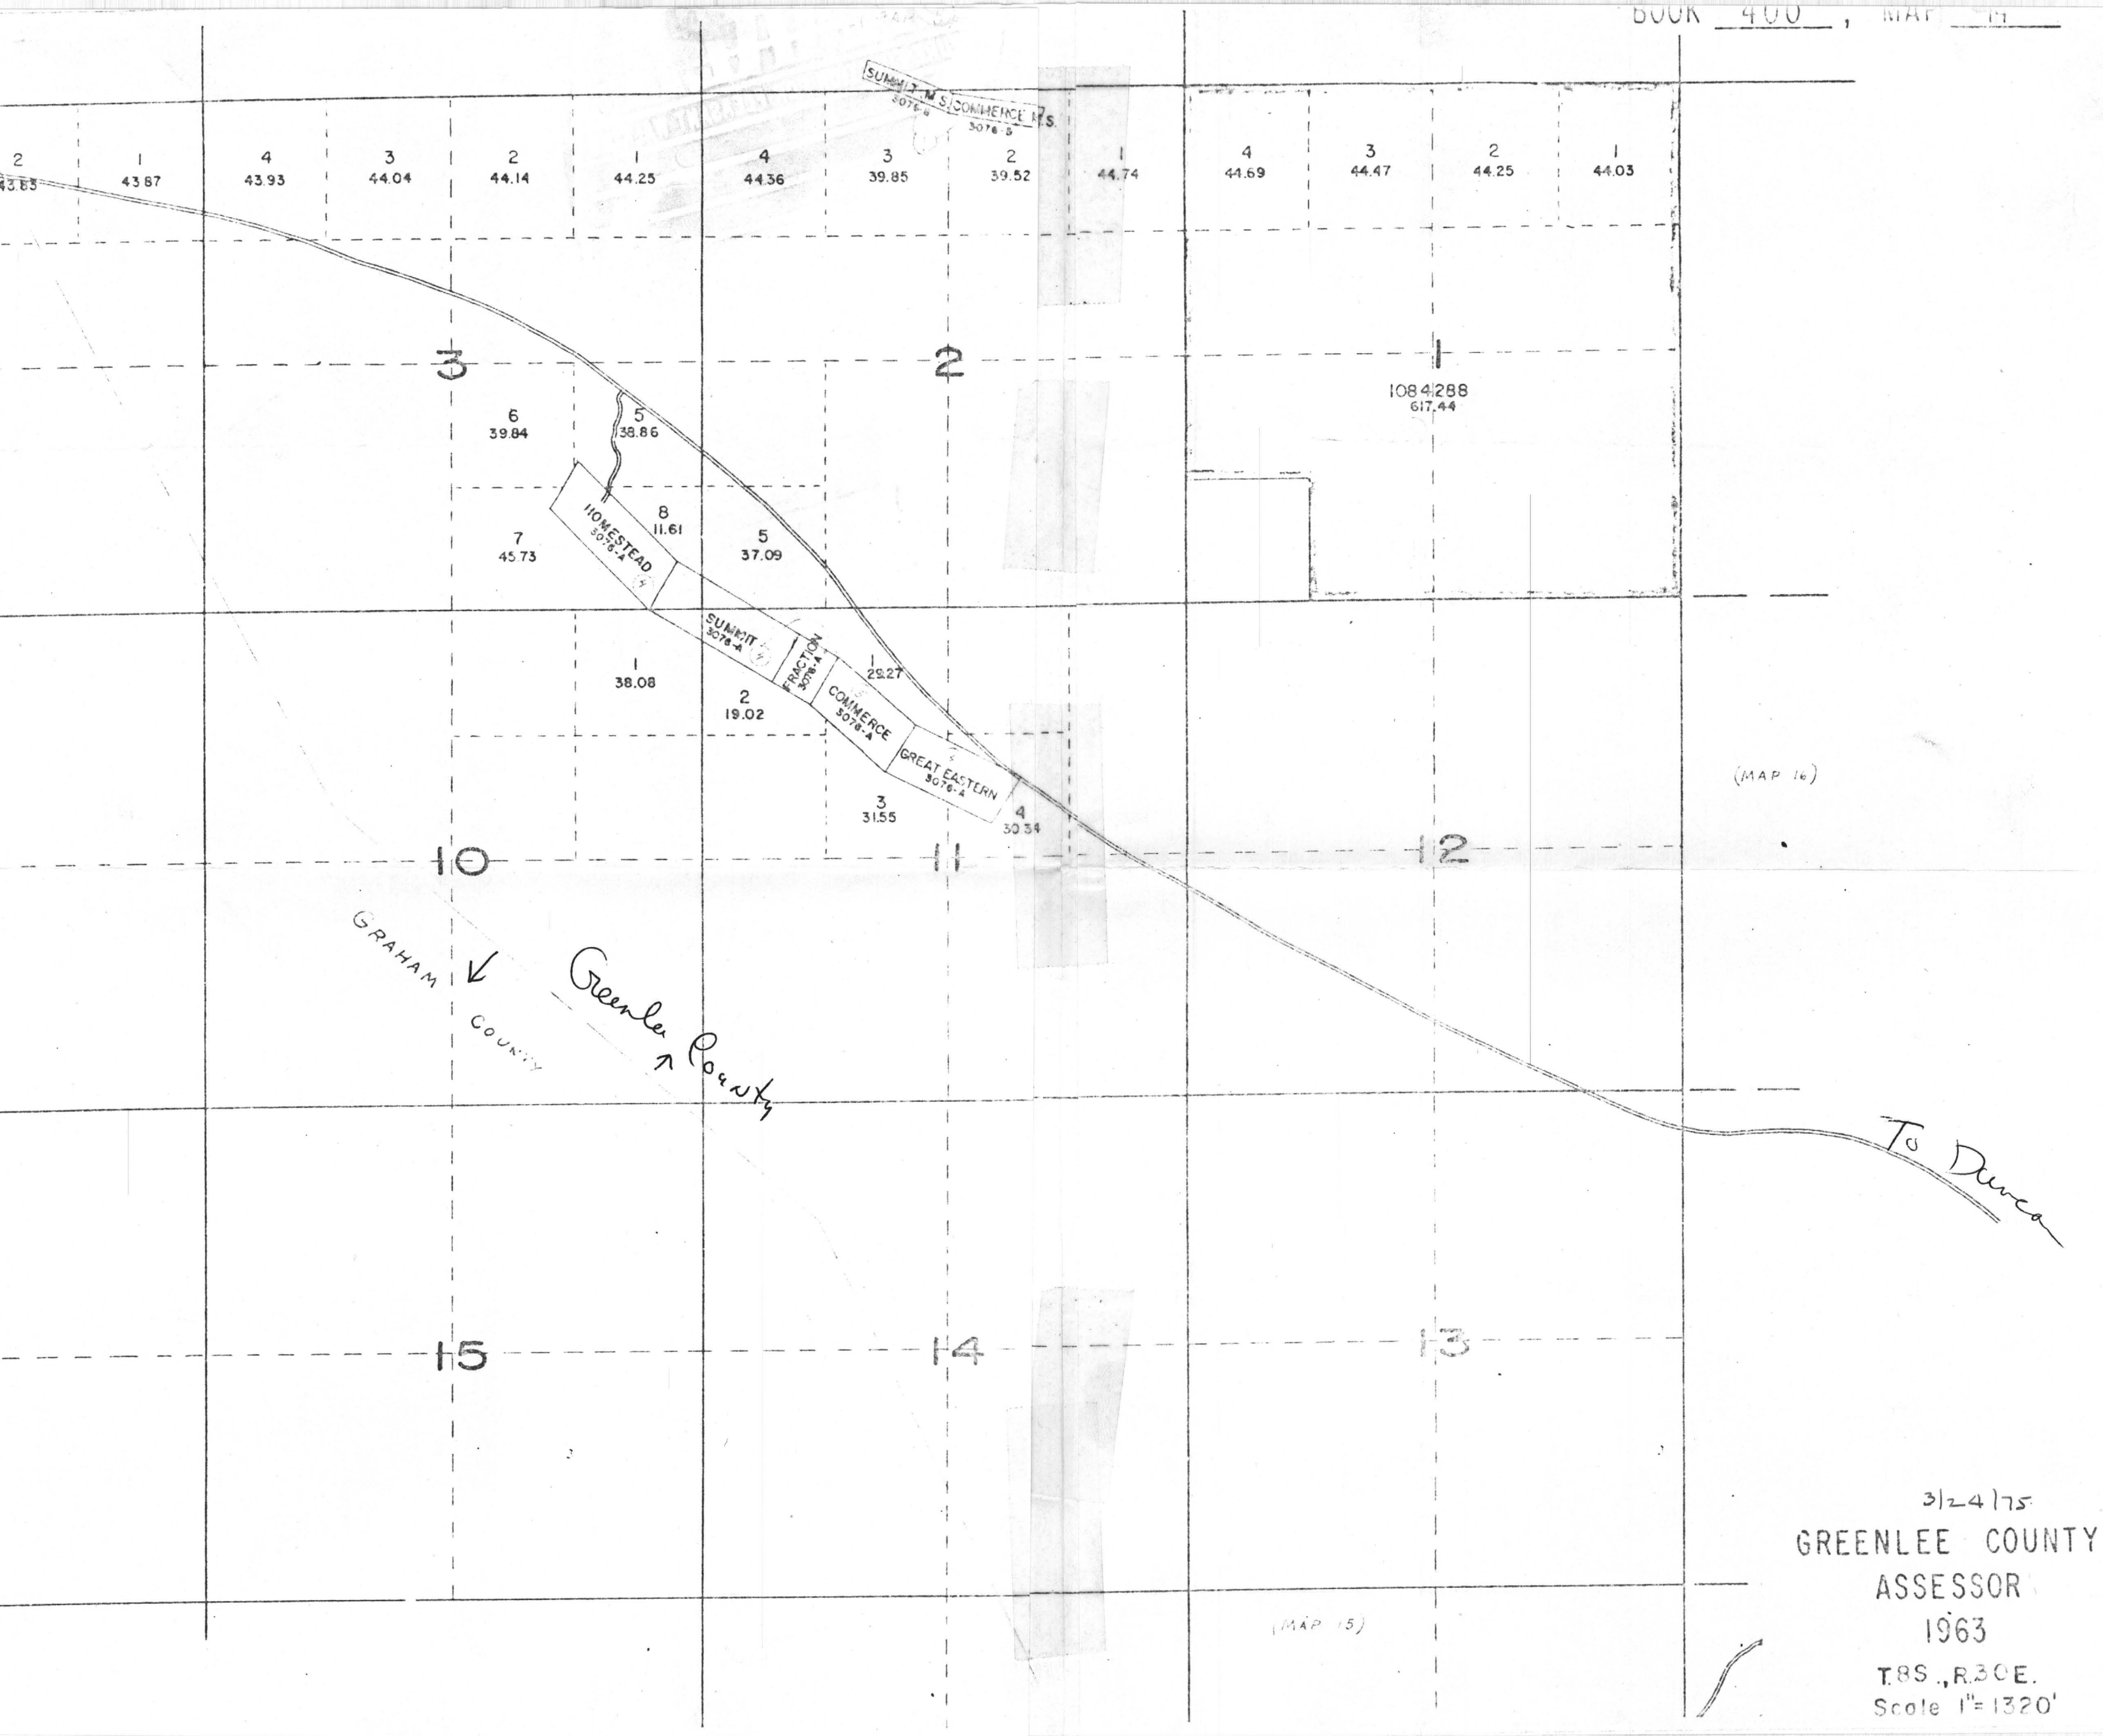 BOOK 400, MAP 14
SUMMIT M.S.
3076-B
COMMERCE M.S.
3076-B
2
43.83
1
43.87
4
43.93
3
44.04
2
44.14
1
44.25
4
44.36
3
39.85
2
39.52
1
44.74
4
44.69
3
44.47
2
44.25
1
44.03
3
2
1
1084288
617.44
6
39.84
5
38.86
8
11.61
7
45.73
5
37.09
HOMESTEAD
3076-A
SUMMIT
3076-A
FRACTION
3076-A
COMMERCE
3076-A
GREAT EASTERN
3076-A
1
38.08
2
19.02
1
29.27
3
31.55
4
30.34
(MAP 16)
10
11
12
GRAHAM
COUNTY
Greenlee County
To Duncan
15
14
13
(MAP 15)
3/24/75
GREENLEE COUNTY
ASSESSOR
1963
T.8S., R.30E.
Scale 1"=1320'